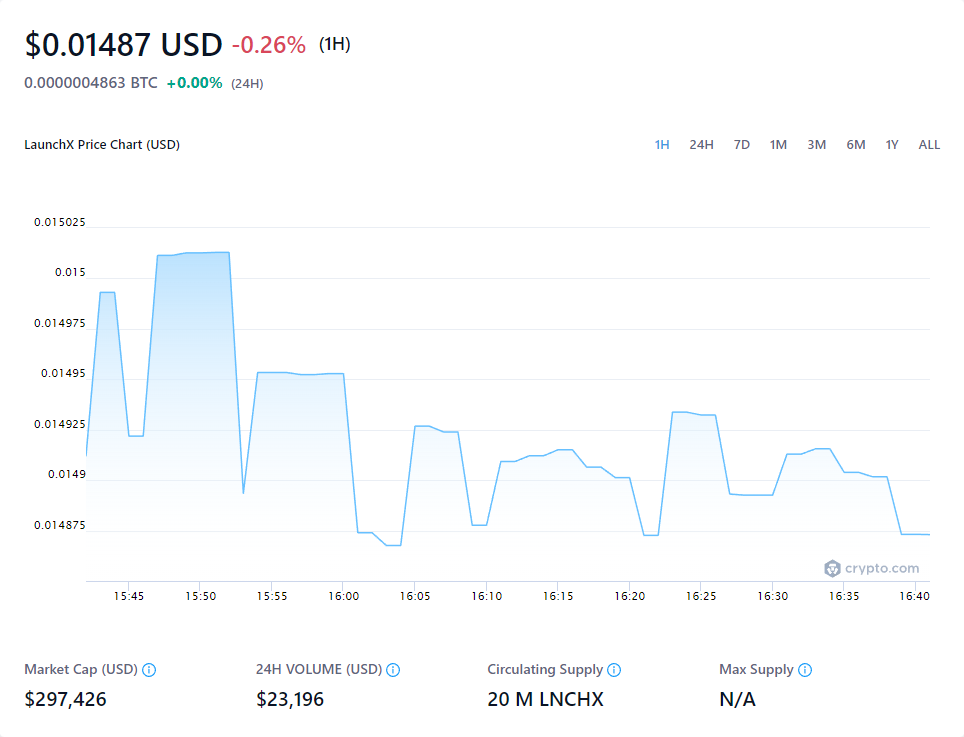 $0.01487 USD -0.26% (1H)
0.0000004863 BTC +0.00% (24H)
LaunchX Price Chart (USD) 1H 24H 7D 1M 3M 6M 1Y ALL
0.015025
0.015
0.014975
0.01495
0.014925
0.0149
0.014875
crypto.com
15:45 15:50 15:55 16:00 16:05 16:10 16:15 16:20 16:25 16:30 16:35 16:40
Market Cap (USD) 24H VOLUME (USD) Circulating Supply Max Supply
$297,426 $23,196 20 M LNCHX N/A